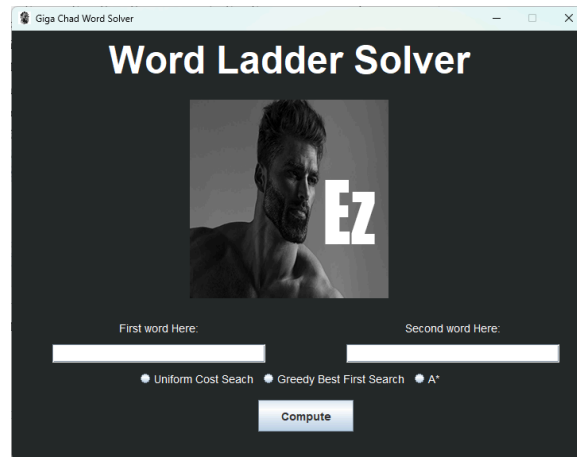 Giga Chad Word Solver
Word Ladder Solver
Ez
First word Here: Second word Here:
Uniform Cost Seach Greedy Best First Search A*
Compute